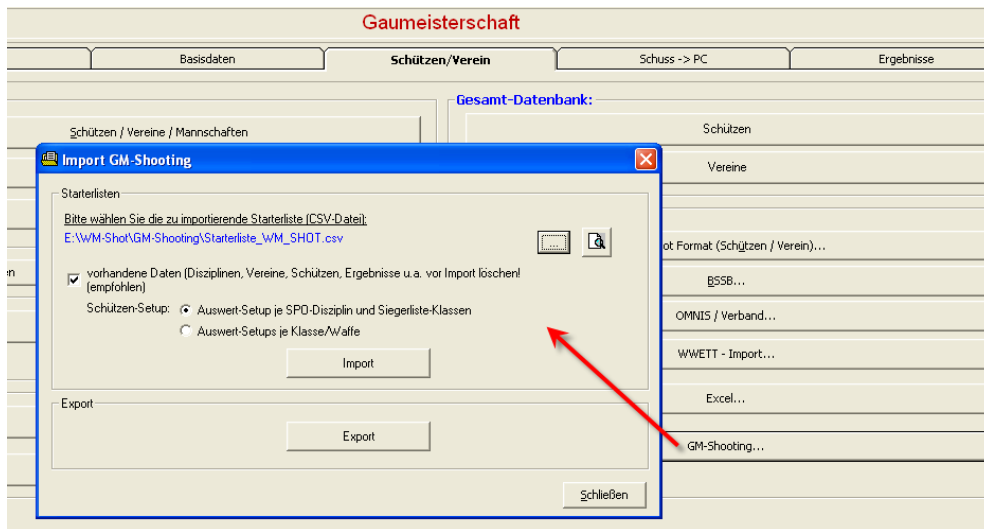 Gaumeisterschaft
Basisdaten
Schützen/Verein
Schuss -> PC
Ergebnisse
Gesamt-Datenbank:
Schützen / Vereine / Mannschaften
Schützen
Import GM-Shooting
Vereine
Starterlisten
Bitte wählen Sie die zu importierende Starterliste (CSV-Datei):
E:\WM-Shot\GM-Shooting\Starterliste_WM_SHOT.csv
...
ot Format (Schützen / Verein)...
en
vorhandene Daten (Disziplinen, Vereine, Schützen, Ergebnisse u.a. vor Import löschen!
(empfohlen)
BSSB...
Schützen-Setup:
Auswert-Setup je SPO-Disziplin und Siegerliste-Klassen
OMNIS / Verband...
Auswert-Setups je Klasse/Waffe
WWETT - Import...
Import
Excel...
Export
Export
GM-Shooting...
Schließen